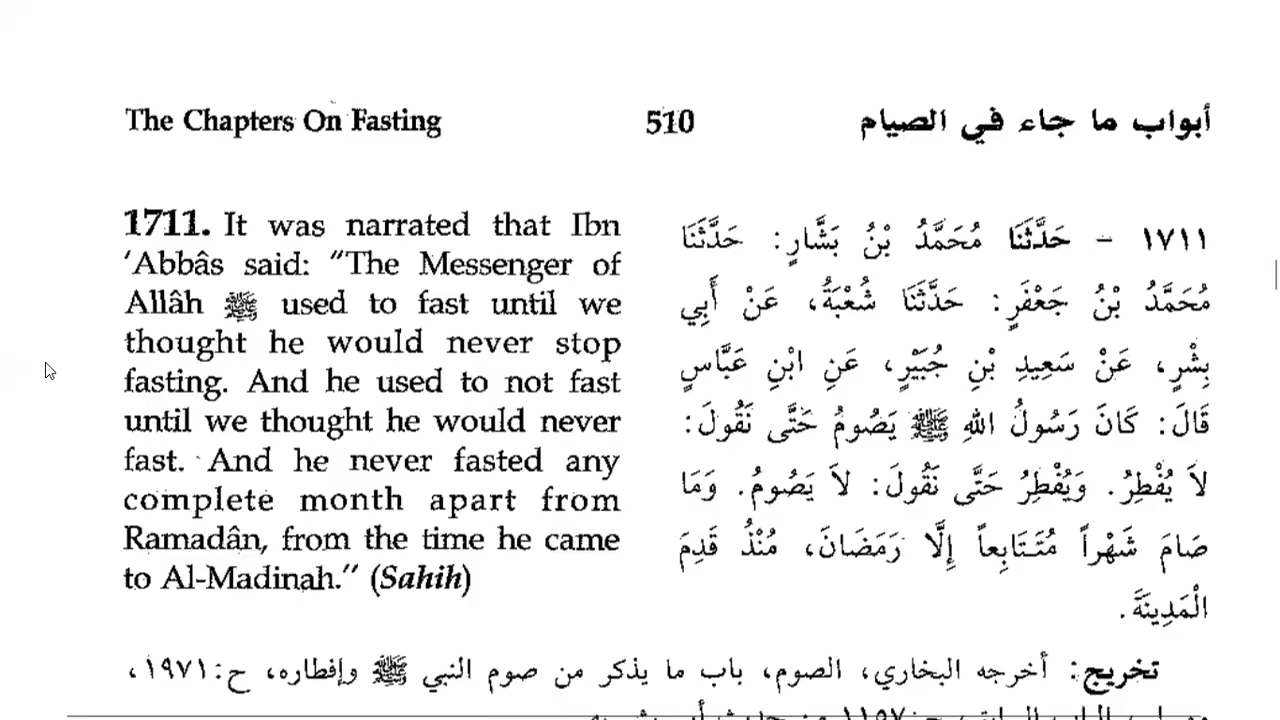 The Chapters On Fasting 510 أبواب ما جاء في الصيام
1711. It was narrated that Ibn
'Abbâs said: "The Messenger of
Allâh ﷺ used to fast until we
thought he would never stop
fasting. And he used to not fast
until we thought he would never
fast. And he never fasted any
complete month apart from
Ramadân, from the time he came
to Al-Madinah." (Sahih)
١٧١١ - حَدَّثَنَا مُحَمَّدُ بْنُ بَشَّارٍ: حَدَّثَنَا
مُحَمَّدُ بْنُ جَعْفَرٍ: حَدَّثَنَا شُعْبَةُ، عَنْ أَبِي
بِشْرٍ، عَنْ سَعِيدِ بْنِ جُبَيْرٍ، عَنِ ابْنِ عَبَّاسٍ
قَالَ: كَانَ رَسُولُ اللهِ ﷺ يَصُومُ حَتَّى نَقُولَ:
لاَ يُفْطِرُ. وَيُفْطِرُ حَتَّى نَقُولَ: لاَ يَصُومُ. وَمَا
صَامَ شَهْراً مُتَتَابِعاً إِلَّا رَمَضَانَ، مُنْذُ قَدِمَ
الْمَدِينَةَ.
تخريج: أخرجه البخاري، الصوم، باب ما يذكر من صوم النبي ﷺ وإفطاره، ح:١٩٧١،